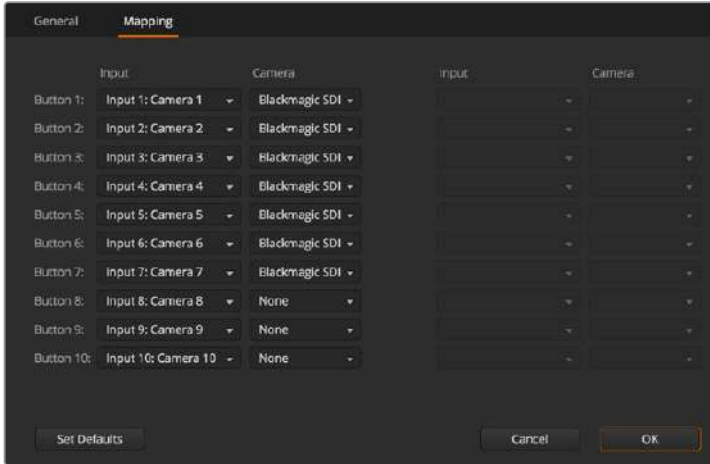 General Mapping
Input Camera Input Camera
Button 1: Input 1: Camera 1 Blackmagic SDI
Button 2: Input 2: Camera 2 Blackmagic SDI
Button 3: Input 3: Camera 3 Blackmagic SDI
Button 4: Input 4: Camera 4 Blackmagic SDI
Button 5: Input 5: Camera 5 Blackmagic SDI
Button 6: Input 6: Camera 6 Blackmagic SDI
Button 7: Input 7: Camera 7 Blackmagic SDI
Button 8: Input 8: Camera 8 None
Button 9: Input 9: Camera 9 None
Button 10: Input 10: Camera 10 None
Set Defaults Cancel OK